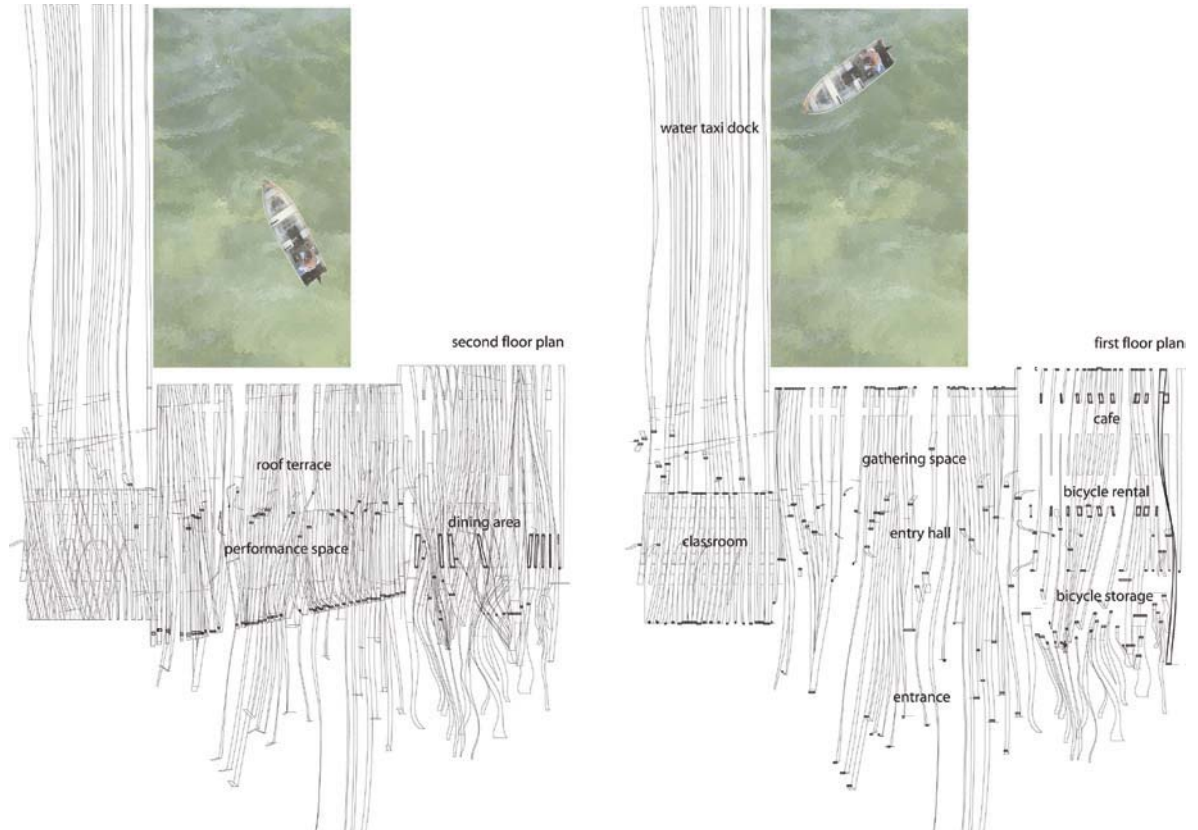 second floor plan
roof terrace
dining area
performance space
water taxi dock
first floor plan
cafe
gathering space
bicycle rental
entry hall
classroom
bicycle storage
entrance